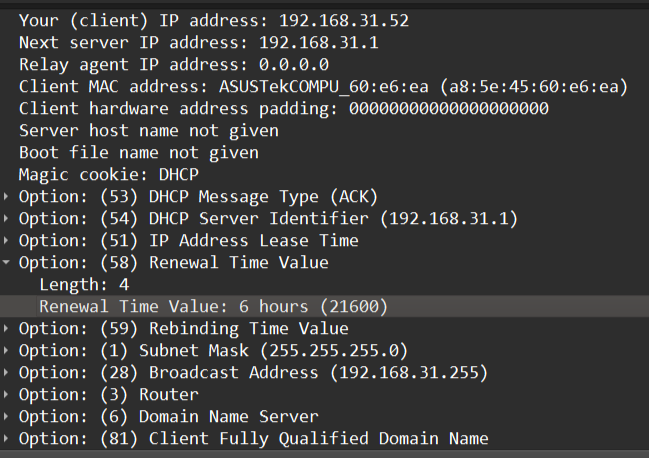 Your (client) IP address: 192.168.31.52
Next server IP address: 192.168.31.1
Relay agent IP address: 0.0.0.0
Client MAC address: ASUSTekCOMPU_60:e6:ea (a8:5e:45:60:e6:ea)
Client hardware address padding: 00000000000000000000
Server host name not given
Boot file name not given
Magic cookie: DHCP
Option: (53) DHCP Message Type (ACK)
Option: (54) DHCP Server Identifier (192.168.31.1)
Option: (51) IP Address Lease Time
Option: (58) Renewal Time Value
Length: 4
Renewal Time Value: 6 hours (21600)
Option: (59) Rebinding Time Value
Option: (1) Subnet Mask (255.255.255.0)
Option: (28) Broadcast Address (192.168.31.255)
Option: (3) Router
Option: (6) Domain Name Server
Option: (81) Client Fully Qualified Domain Name